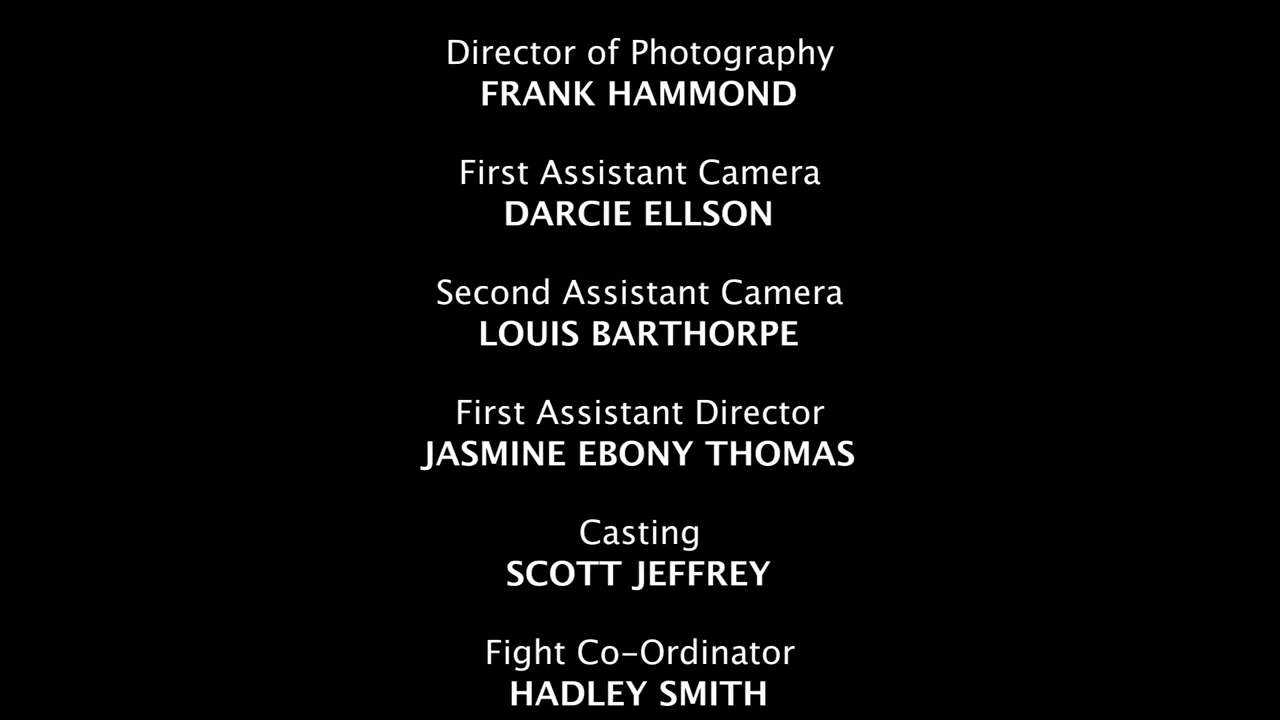 Director of Photography
FRANK HAMMOND
First Assistant Camera
DARCIE ELLSON
Second Assistant Camera
LOUIS BARTHORPE
First Assistant Director
JASMINE EBONY THOMAS
Casting
SCOTT JEFFREY
Fight Co-Ordinator
HADLEY SMITH